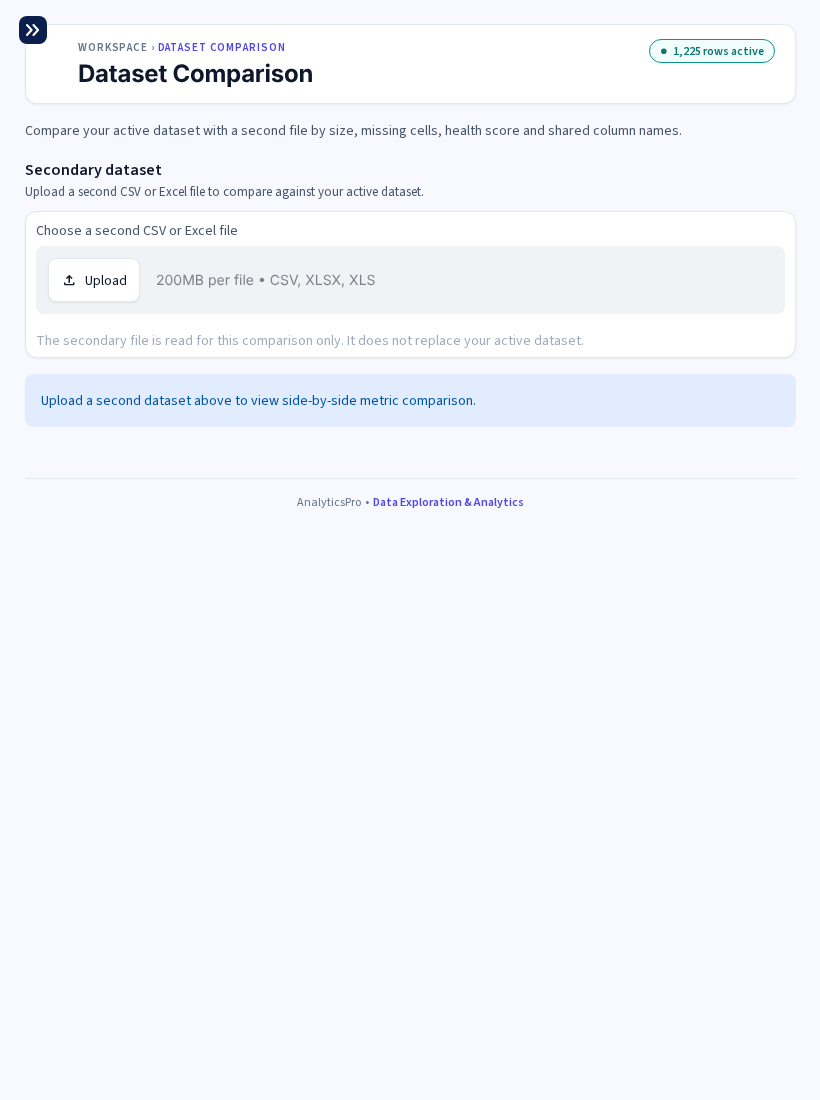 WORKSPACE › DATASET COMPARISON
Dataset Comparison
1,225 rows active
Compare your active dataset with a second file by size, missing cells, health score and shared column names.
Secondary dataset
Upload a second CSV or Excel file to compare against your active dataset.
Choose a second CSV or Excel file
Upload
200MB per file • CSV, XLSX, XLS
The secondary file is read for this comparison only. It does not replace your active dataset.
Upload a second dataset above to view side-by-side metric comparison.
AnalyticsPro • Data Exploration & Analytics